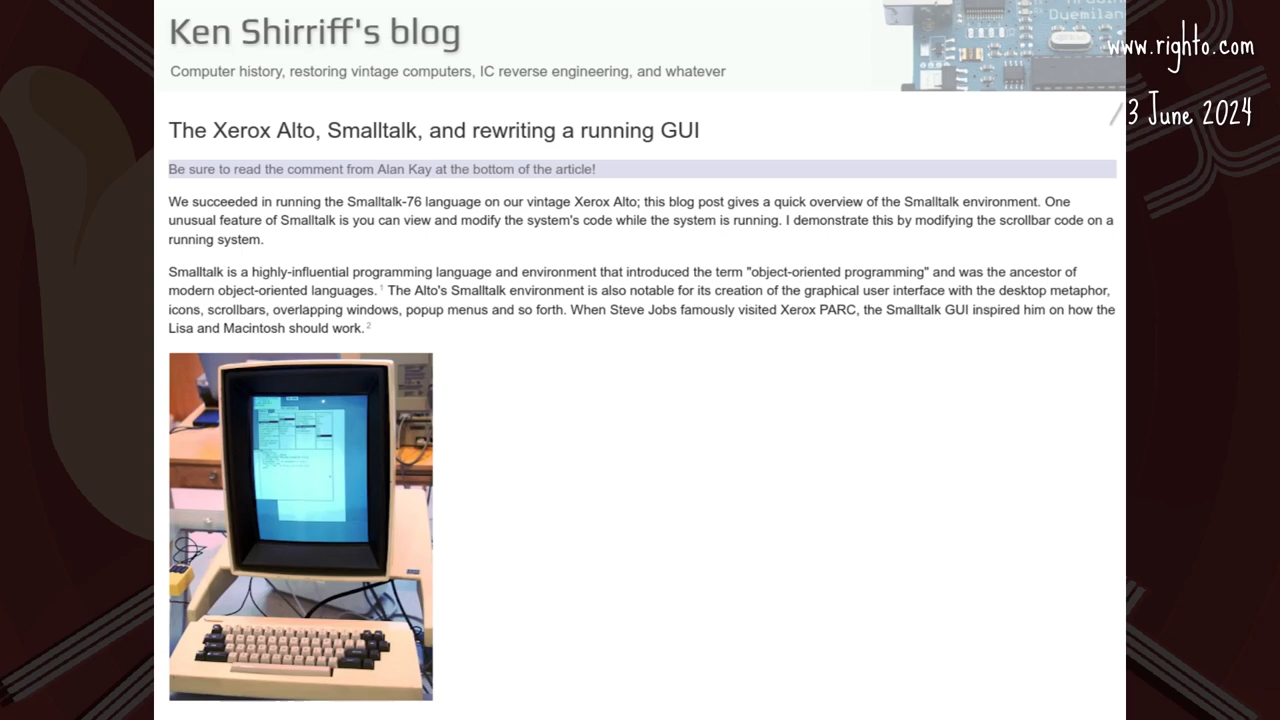 Ken Shirriff's blog
Computer history, restoring vintage computers, IC reverse engineering, and whatever
Duemilan
www.righto.com
3 June 2024
The Xerox Alto, Smalltalk, and rewriting a running GUI
Be sure to read the comment from Alan Kay at the bottom of the article!
We succeeded in running the Smalltalk-76 language on our vintage Xerox Alto; this blog post gives a quick overview of the Smalltalk environment. One
unusual feature of Smalltalk is you can view and modify the system's code while the system is running. I demonstrate this by modifying the scrollbar code on a
running system.
Smalltalk is a highly-influential programming language and environment that introduced the term "object-oriented programming" and was the ancestor of
modern object-oriented languages. 1 The Alto's Smalltalk environment is also notable for its creation of the graphical user interface with the desktop metaphor,
icons, scrollbars, overlapping windows, popup menus and so forth. When Steve Jobs famously visited Xerox PARC, the Smalltalk GUI inspired him on how the
Lisa and Macintosh should work. 2